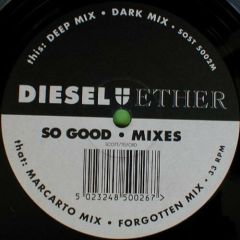 this: DEEP MIX • DARK MIX •
SOST 5002M
DIESEL ETHER
SO GOOD • MIXES
5 023248 500267 >
that: MARCARTO MIX • FORGOTTEN MIX •
33 RPM